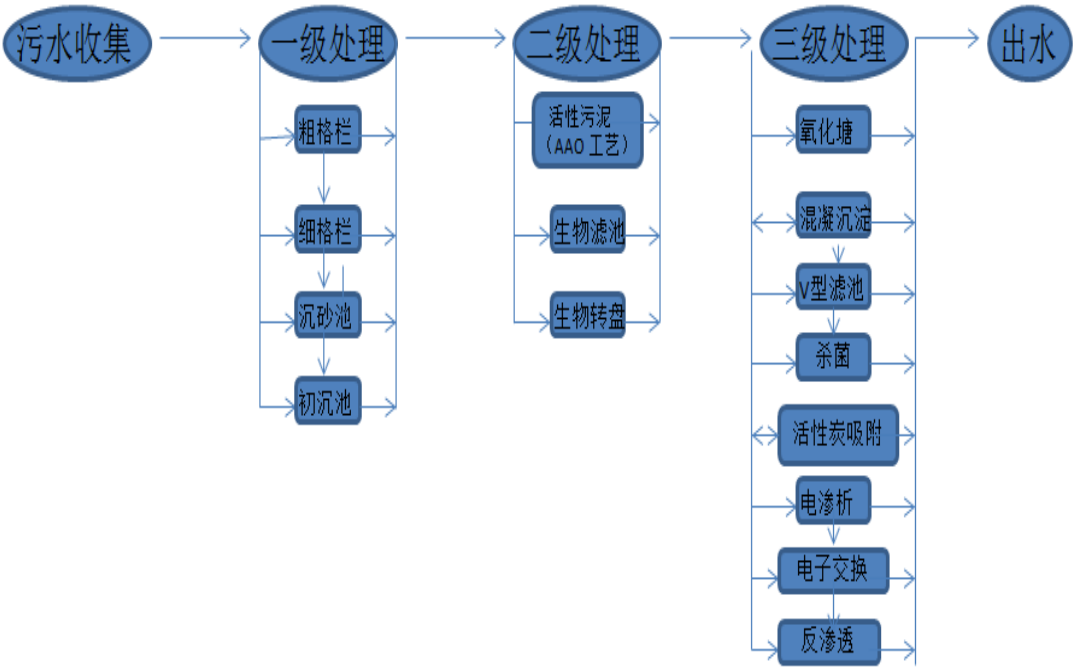 污水收集
一级处理
二级处理
三级处理
出水
粗格栏
细格栏
沉砂池
初沉池
活性污泥
（AAO 工艺）
生物滤池
生物转盘
氧化塘
混凝沉淀
V型滤池
杀菌
活性炭吸附
电渗析
电子交换
反渗透